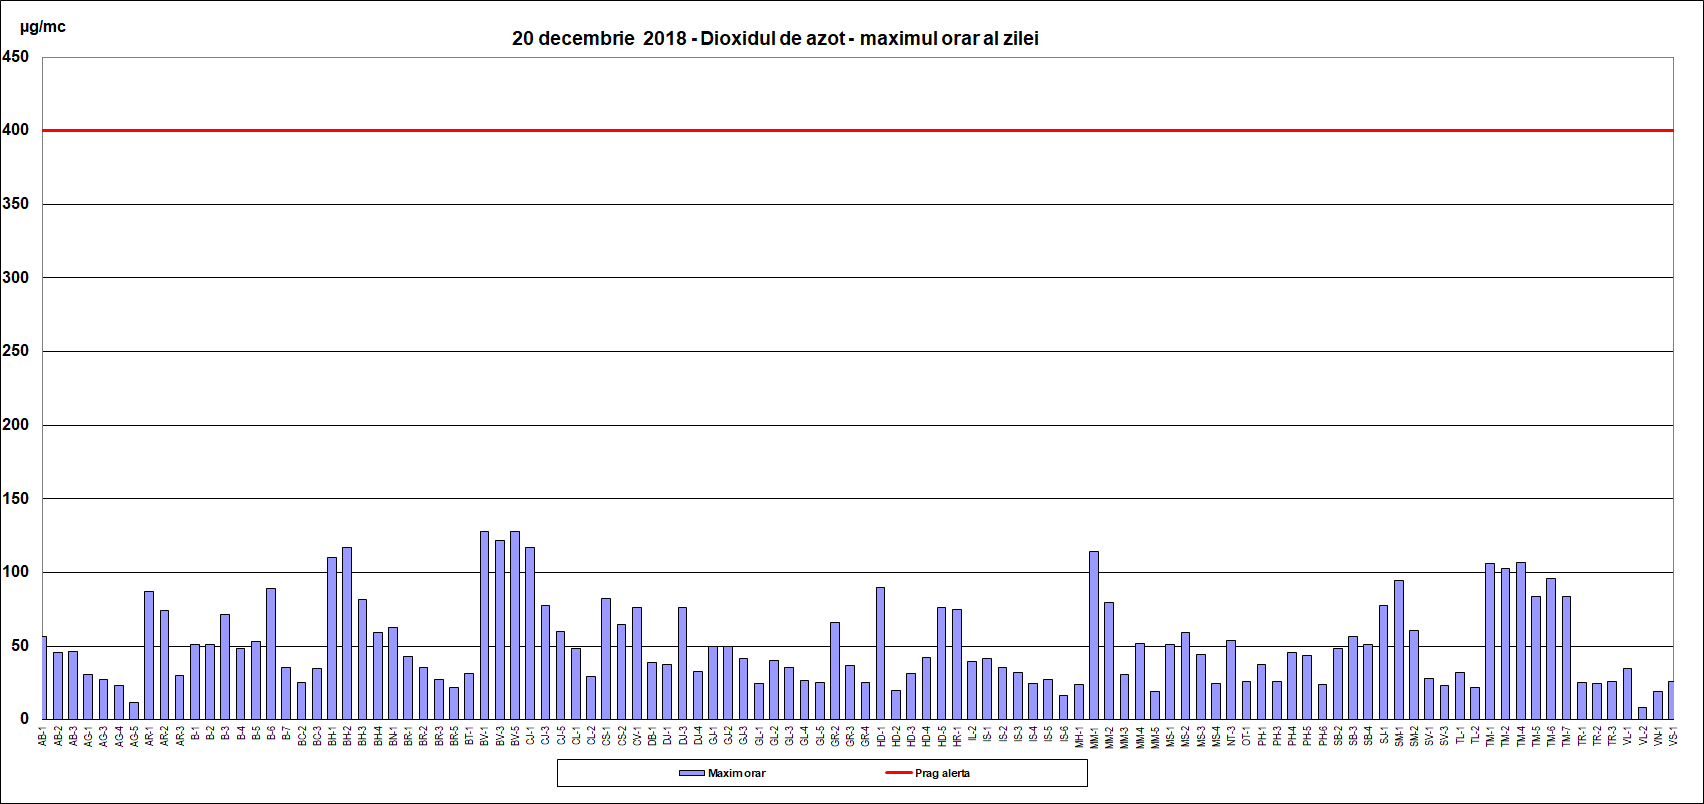 µg/mc
20 decembrie 2018 - Dioxidul de azot - maximul orar al zilei
450
400
350
300
250
200
150
100
50
0
AB-1 AB-2 AB-3 AG-1 AG-3 AG-4 AG-5 AR-1 AR-2 AR-3 B-1 B-2 B-3 B-4 B-5 B-6 B-7 BC-2 BC-3 BH-1 BH-2 BH-3 BH-4 BN-1 BR-1 BR-2 BR-3 BR-5 BT-1 BV-1 BV-3 BV-5 CJ-1 CJ-3 CJ-5 CL-1 CL-2 CS-1 CS-2 CV-1 DB-1 DJ-1 DJ-3 DJ-4 GJ-1 GJ-2 GJ-3 GL-1 GL-2 GL-3 GL-4 GL-5 GR-2 GR-3 GR-4 HD-1 HD-2 HD-3 HD-4 HD-5 HR-1 IL-2 IS-1 IS-2 IS-3 IS-4 IS-5 IS-6 MH-1 MM-1 MM-2 MM-3 MM-4 MM-5 MS-1 MS-2 MS-3 MS-4 NT-3 OT-1 PH-1 PH-3 PH-4 PH-5 PH-6 SB-2 SB-3 SB-4 SJ-1 SM-1 SM-2 SV-1 SV-3 TL-1 TL-2 TM-1 TM-2 TM-4 TM-5 TM-6 TM-7 TR-1 TR-2 TR-3 VL-1 VL-2 VN-1 VS-1
Maxim orar Prag alerta